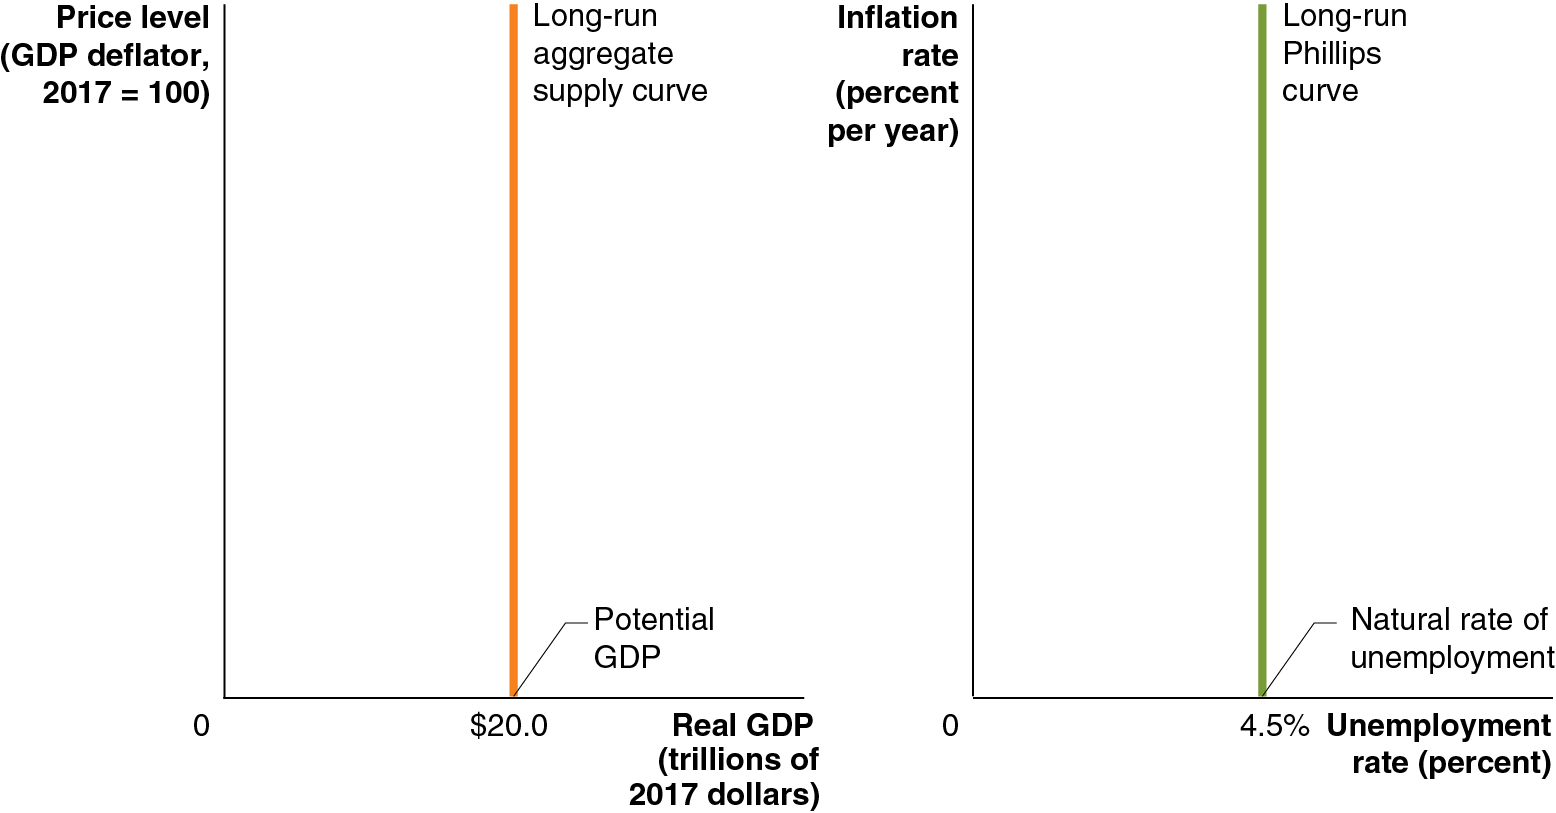 Price level
(GDP deflator,
2017 = 100)
Long-run
aggregate
supply curve
Potential
GDP
0
$20.0
Real GDP
(trillions of
2017 dollars)
Inflation
rate
(percent
per year)
Long-run
Phillips
curve
Natural rate of
unemployment
0
4.5%
Unemployment
rate (percent)